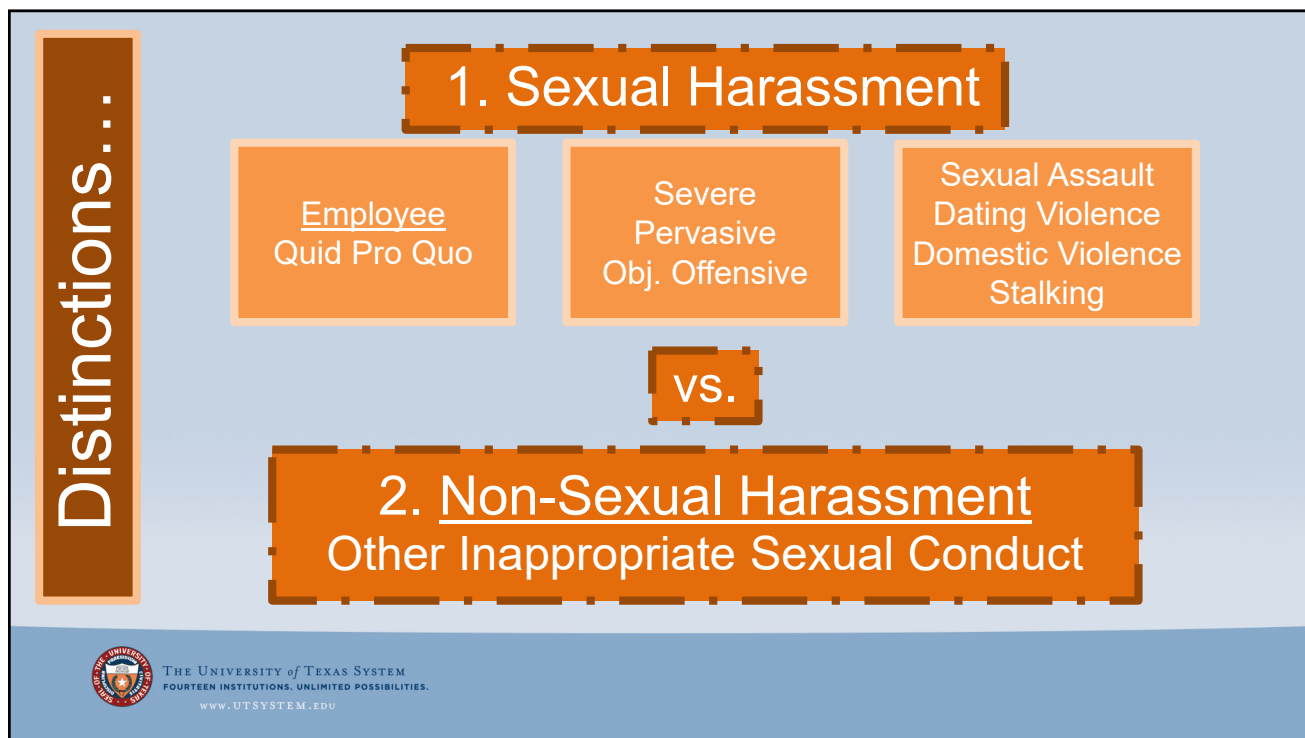 Distinctions...
1. Sexual Harassment
Employee
Quid Pro Quo
Severe
Pervasive
Obj. Offensive
Sexual Assault
Dating Violence
Domestic Violence
Stalking
vs.
2. Non-Sexual Harassment
Other Inappropriate Sexual Conduct
THE UNIVERSITY of TEXAS SYSTEM
FOURTEEN INSTITUTIONS. UNLIMITED POSSIBILITIES.
WWW.UTSYSTEM.EDU